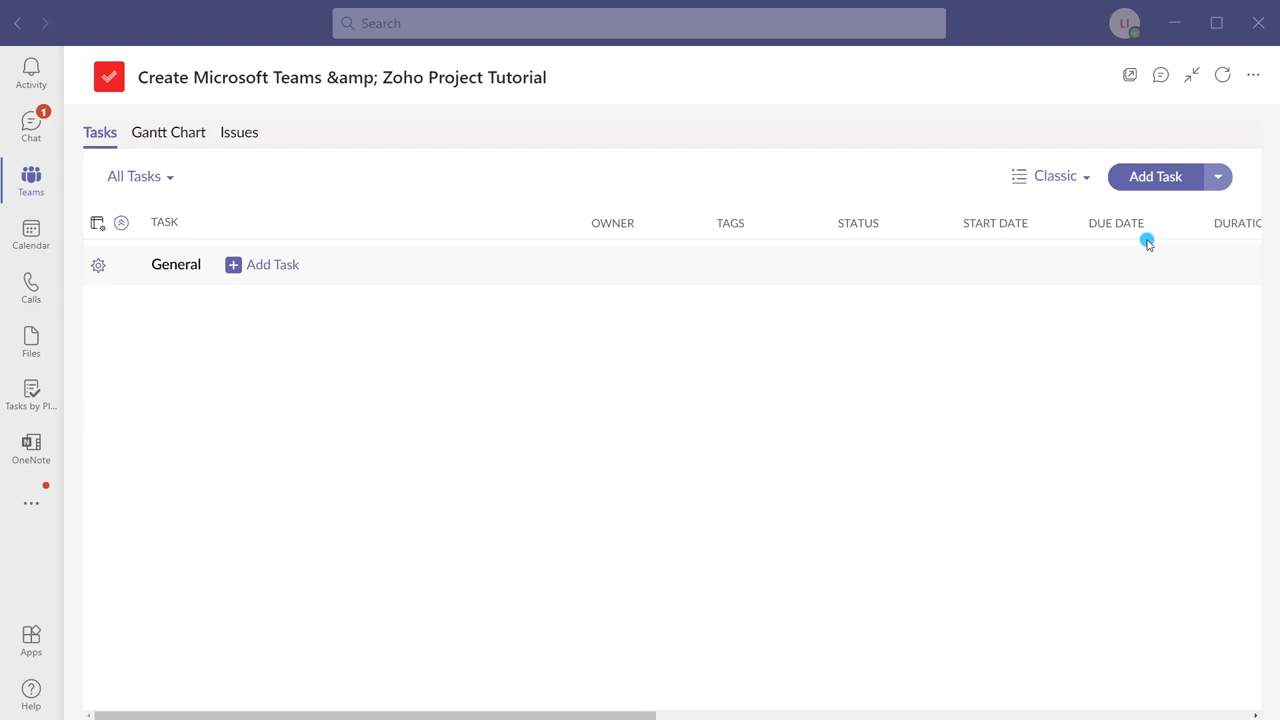 Search
LI
Activity
1
Chat
Teams
Calendar
Calls
Files
Tasks by Pl...
OneNote
Apps
Help
Create Microsoft Teams &amp; Zoho Project Tutorial
Tasks Gantt Chart Issues
All Tasks Classic Add Task
TASK OWNER TAGS STATUS START DATE DUE DATE DURATIO
General Add Task